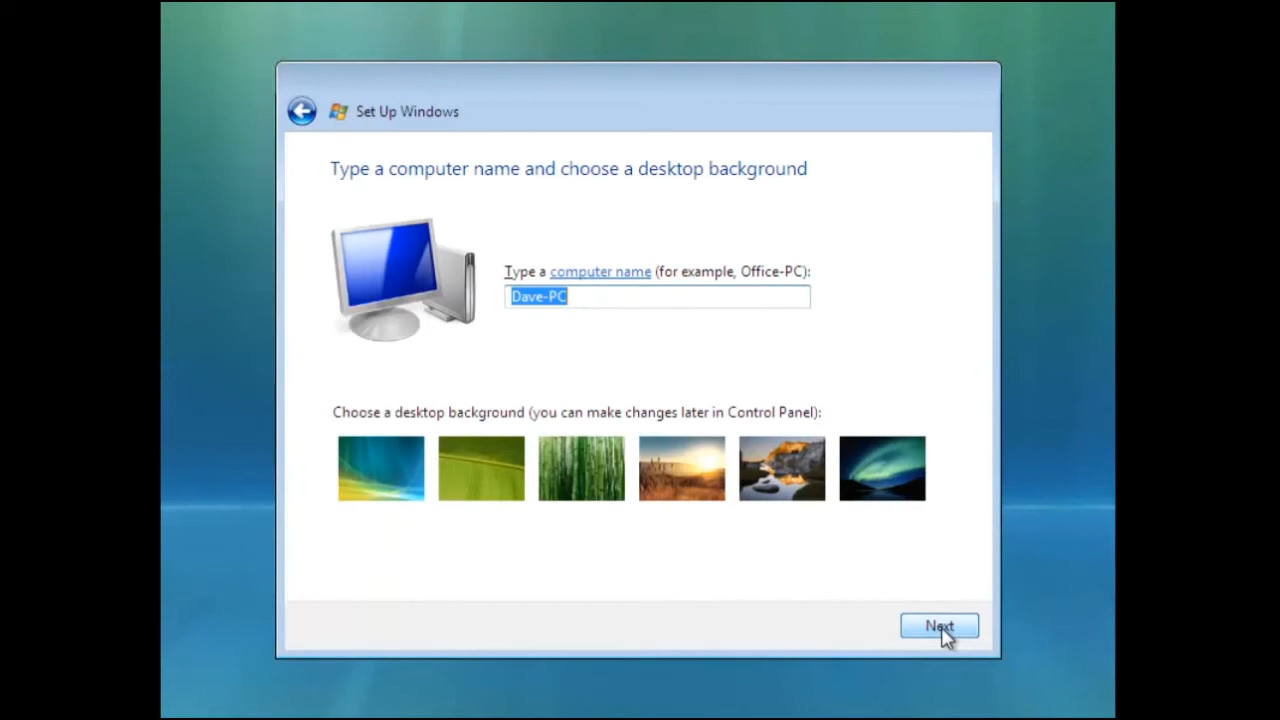 Set Up Windows
Type a computer name and choose a desktop background
Type a computer name (for example, Office-PC):
Dave-PC
Choose a desktop background (you can make changes later in Control Panel):
Next